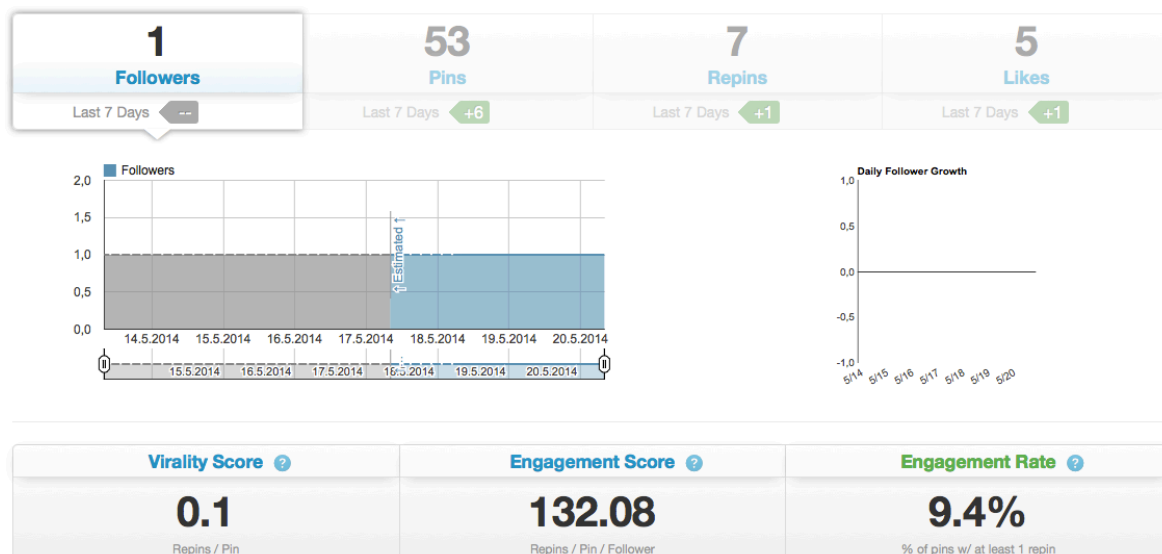 1 53 7 5
Followers Pins Repins Likes
Last 7 Days -- Last 7 Days +6 Last 7 Days +1 Last 7 Days +1
Followers
2,0
1,5
1,0
0,5
0,0
Estimated
14.5.2014 15.5.2014 16.5.2014 17.5.2014 18.5.2014 19.5.2014 20.5.2014
15.5.2014 16.5.2014 17.5.2014 18.5.2014 19.5.2014 20.5.2014
Daily Follower Growth
1,0
0,5
0,0
-0,5
-1,0
5/14 5/15 5/16 5/17 5/18 5/19 5/20
Virality Score ? Engagement Score ? Engagement Rate ?
0.1 132.08 9.4%
Repins / Pin Repins / Pin / Follower % of pins w/ at least 1 repin